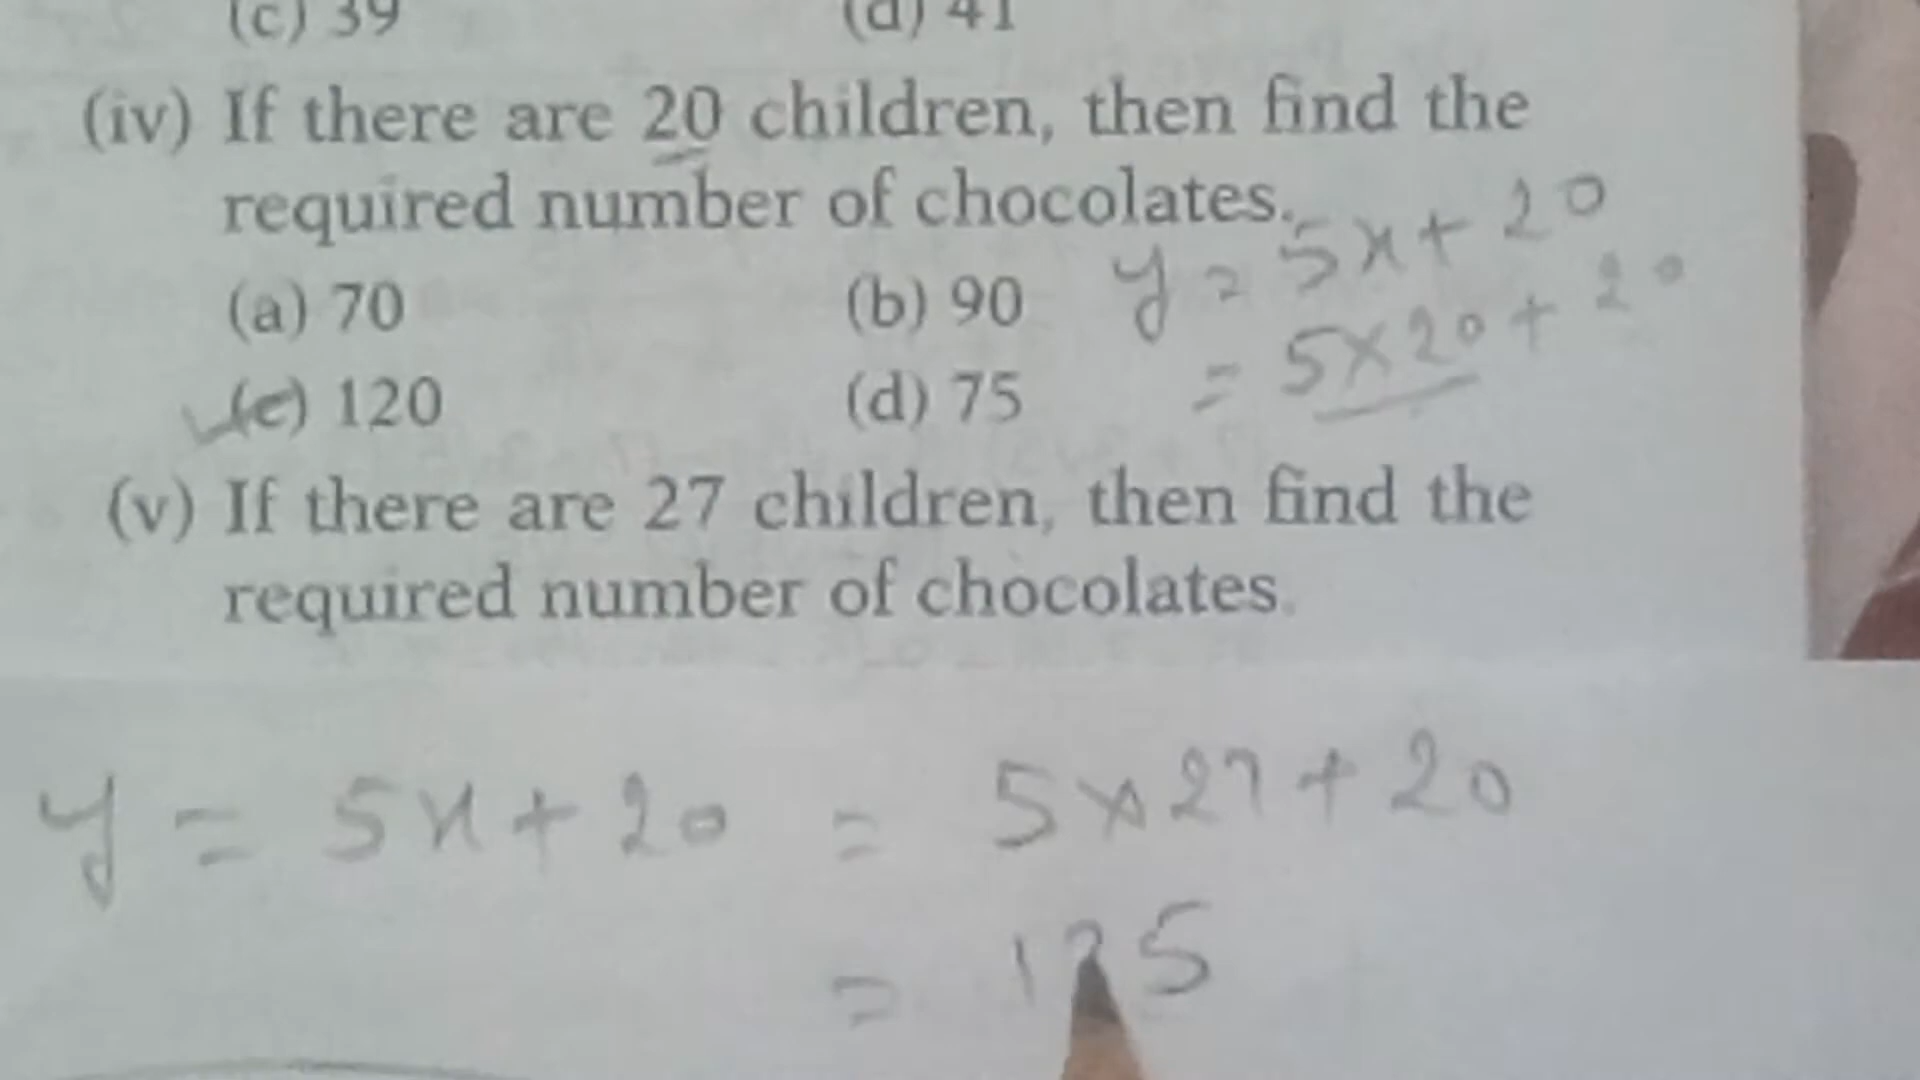 (c) 39 (d) 41
(iv) If there are 20 children, then find the
required number of chocolates.
y = 5x + 20
(a) 70 (b) 90
= 5 x 20 + 20
(c) 120 (d) 75
(v) If there are 27 children, then find the
required number of chocolates.
y = 5x + 20 = 5 x 27 + 20
= 135